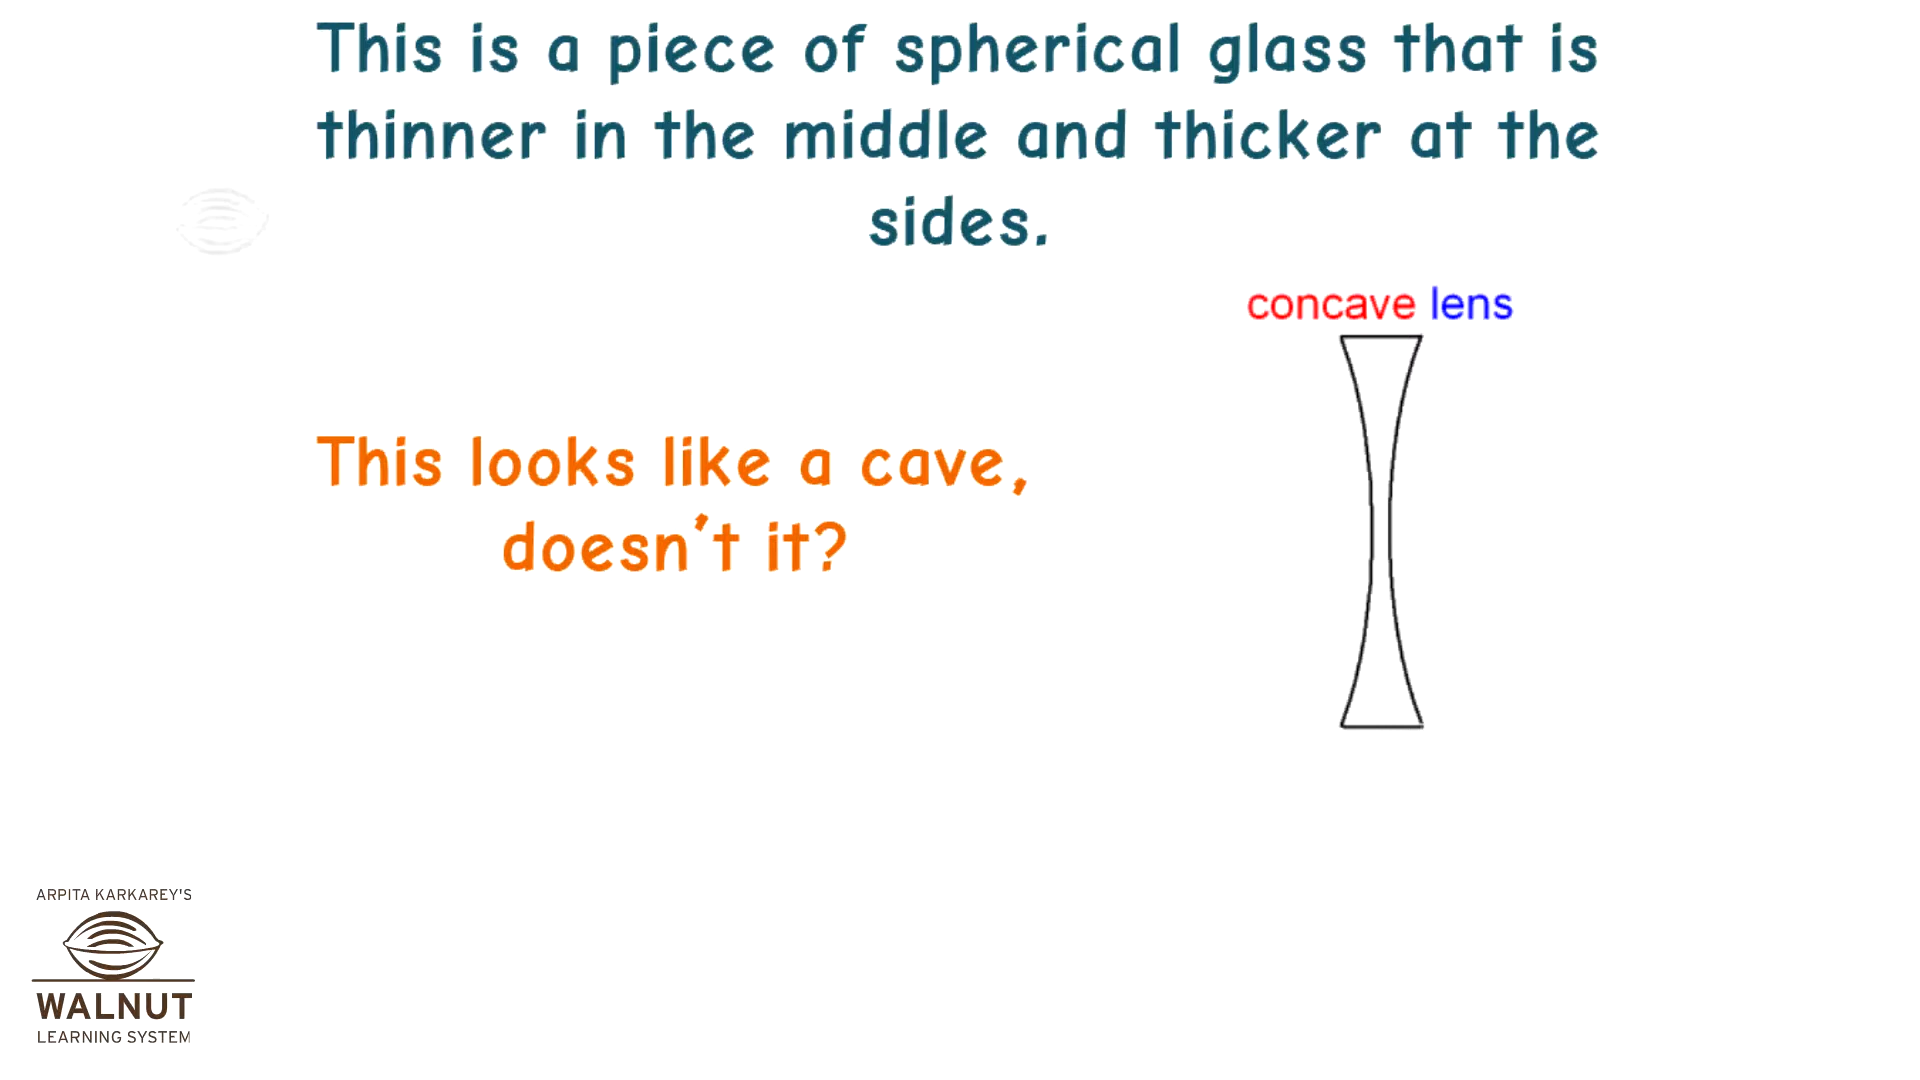 This is a piece of spherical glass that is
thinner in the middle and thicker at the
sides.
concave lens
This looks like a cave,
doesn't it?
ARPITA KARKAREY'S
WALNUT
LEARNING SYSTEM